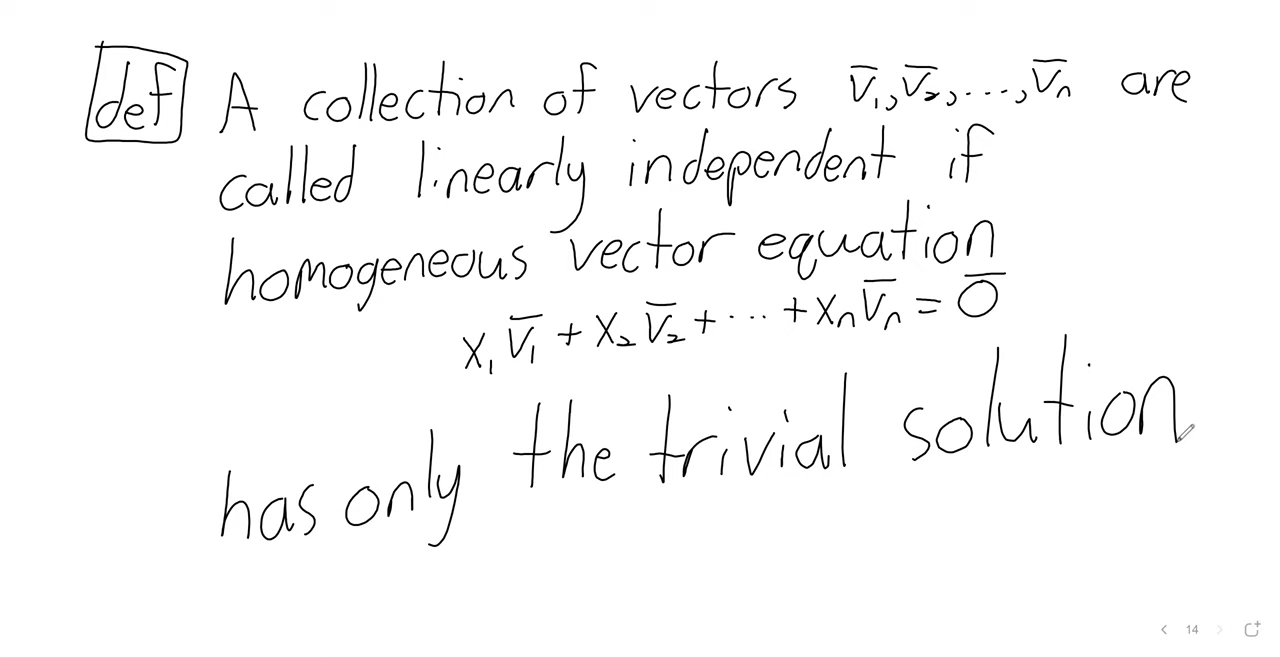 def A collection of vectors v̅₁, v̅₂, ..., v̅ₙ are
called linearly independent if
homogeneous vector equation
x₁v̅₁ + x₂v̅₂ + ... + xₙv̅ₙ = 0̅
has only the trivial solution
14